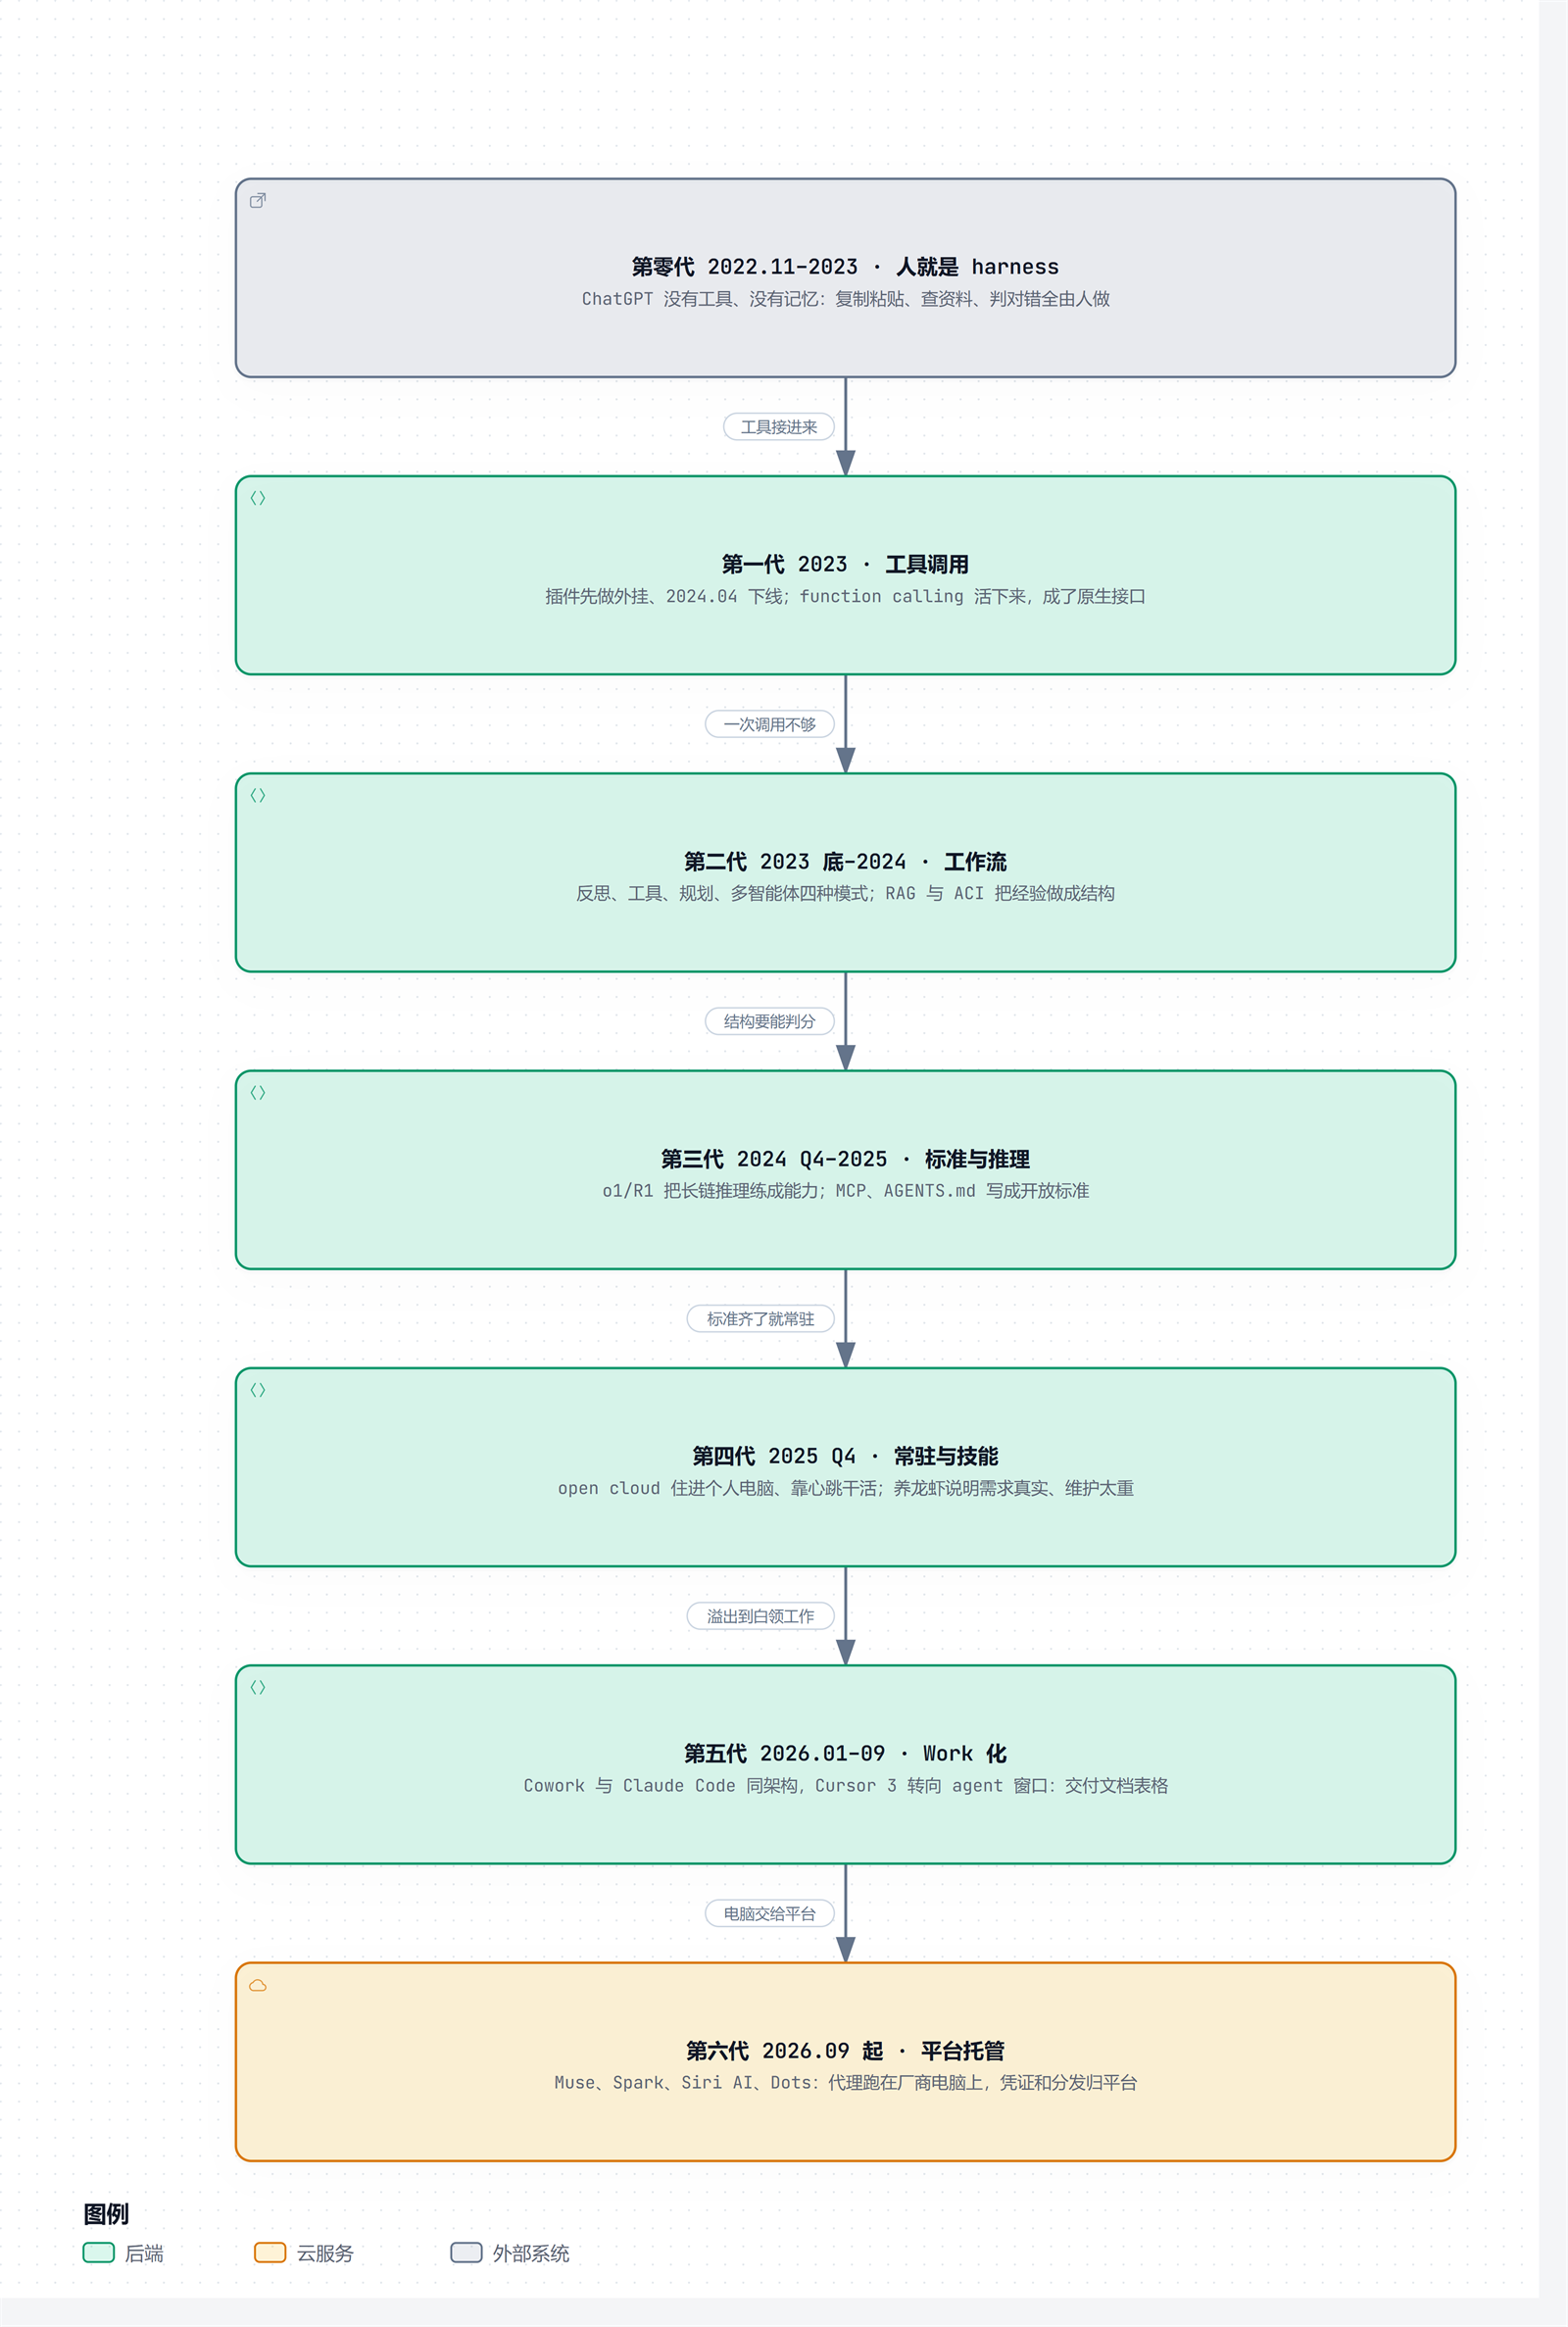 第零代 2022.11-2023 · 人就是 harness
ChatGPT 没有工具、没有记忆: 复制粘贴、查资料、判对错全由人做
工具接进来
第一代 2023 · 工具调用
插件先做外挂、2024.04 下线; function calling 活下来, 成了原生接口
一次调用不够
第二代 2023 底-2024 · 工作流
反思、工具、规划、多智能体四种模式; RAG 与 ACI 把经验做成结构
结构要能判分
第三代 2024 Q4-2025 · 标准与推理
o1/R1 把长链推理练成能力; MCP、AGENTS.md 写成开放标准
标准齐了就常驻
第四代 2025 Q4 · 常驻与技能
open cloud 住进个人电脑、靠心跳干活; 养龙虾说明需求真实、维护太重
溢出到白领工作
第五代 2026.01-09 · Work 化
Cowork 与 Claude Code 同架构, Cursor 3 转向 agent 窗口: 交付文档表格
电脑交给平台
第六代 2026.09 起 · 平台托管
Muse、Spark、Siri AI、Dots: 代理跑在厂商电脑上, 凭证和分发归平台
图例
后端 云服务 外部系统